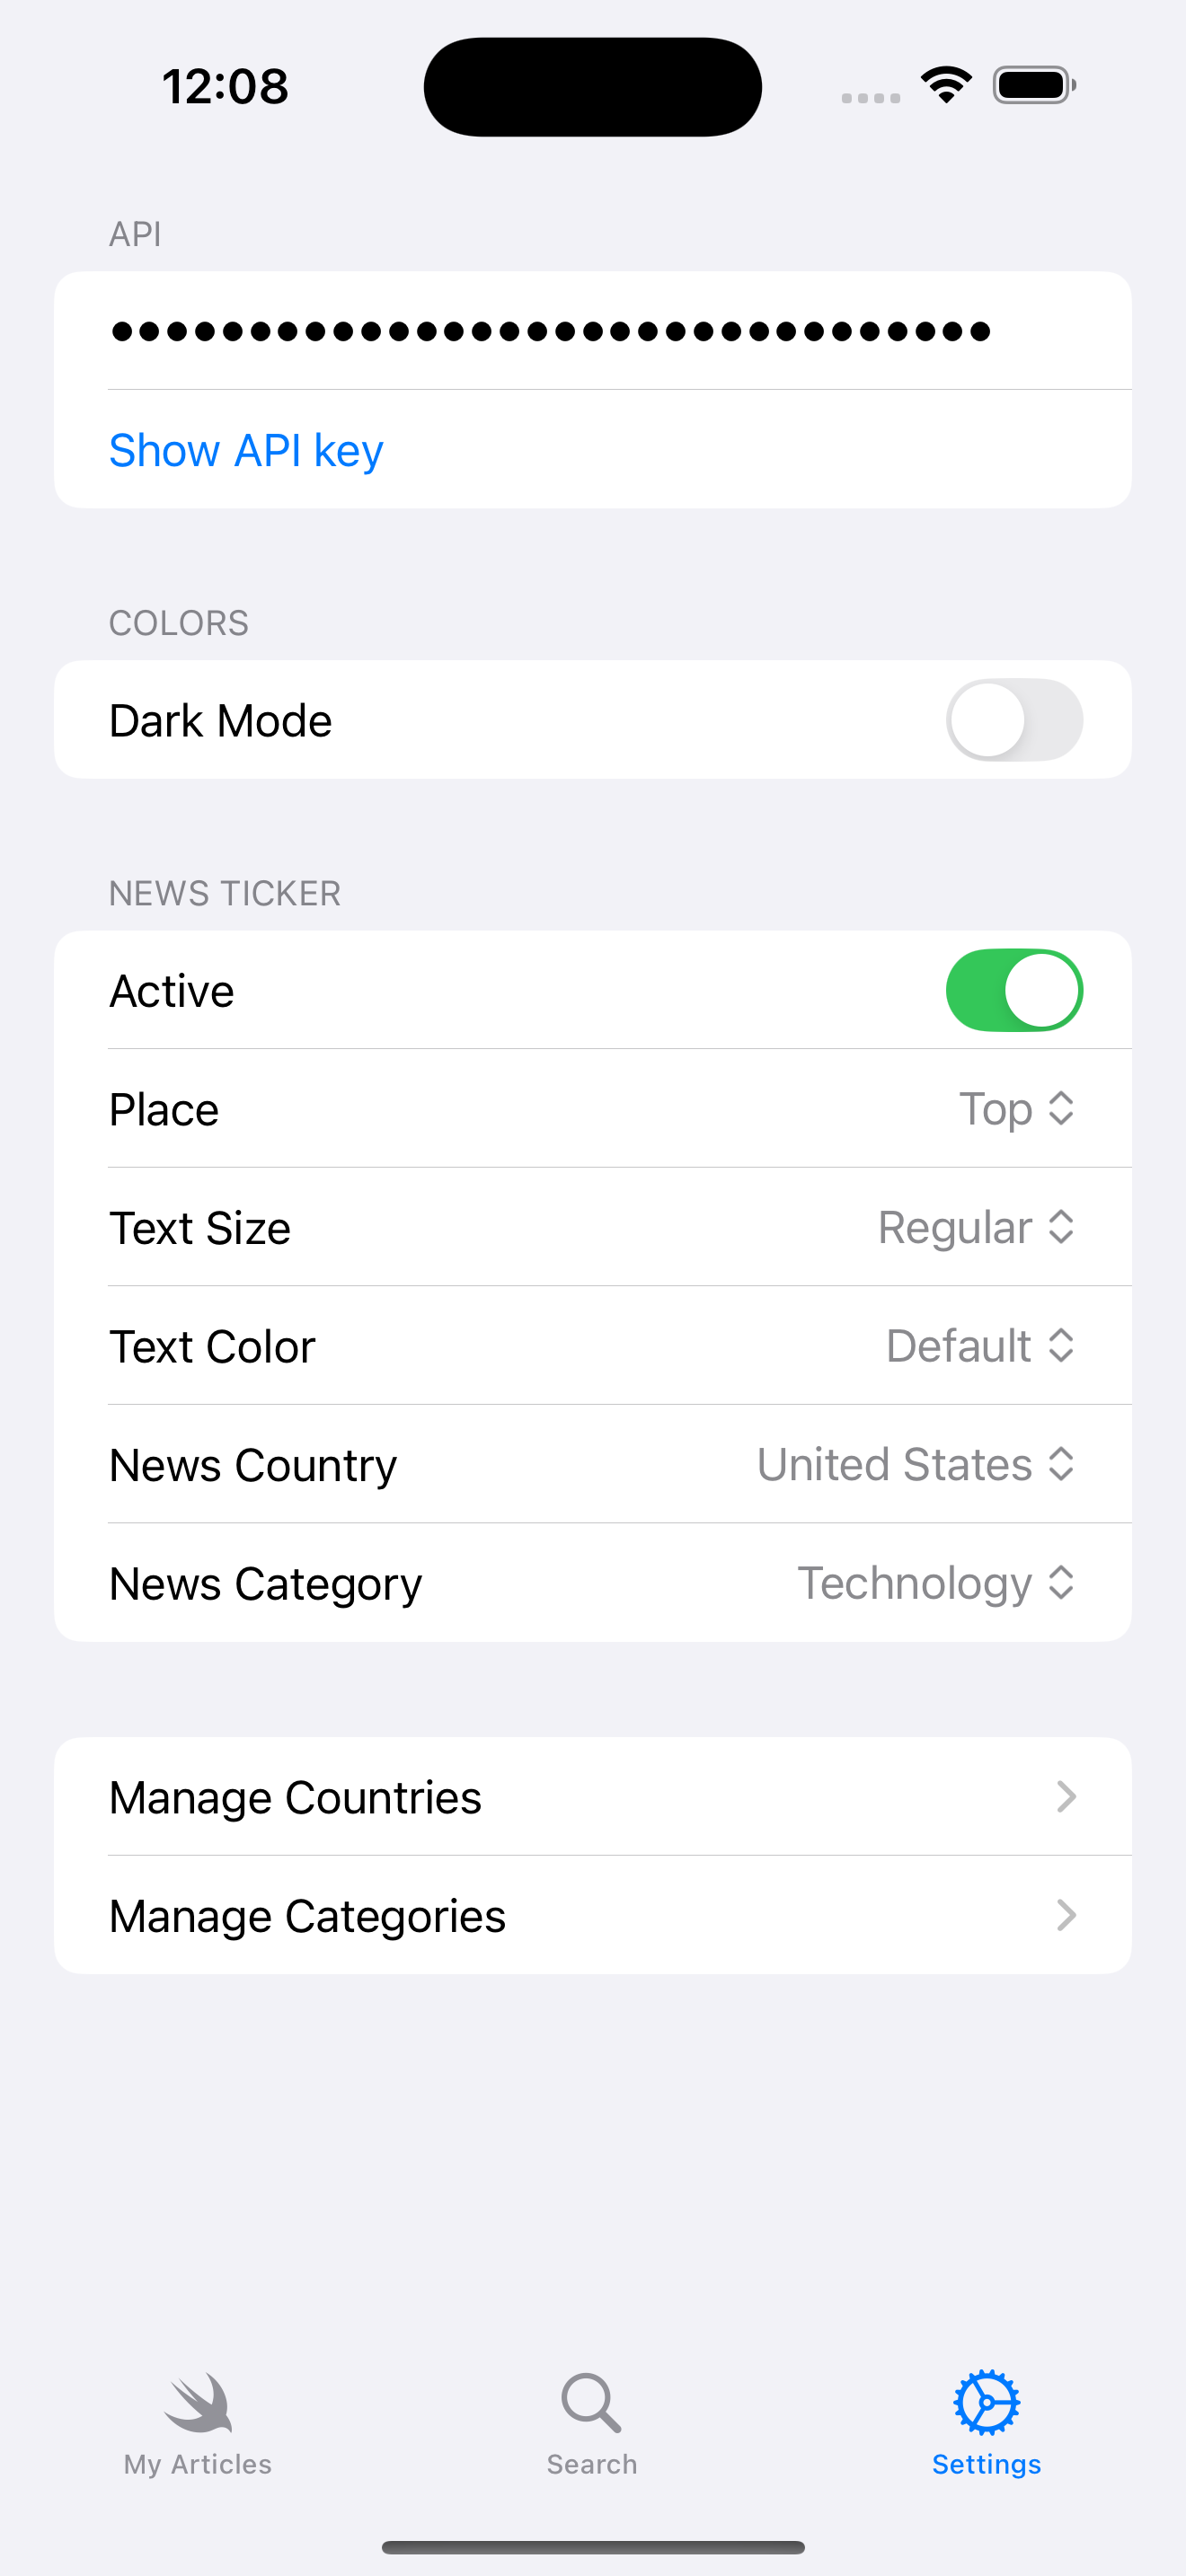 12:08
API
••••••••••••••••••••••••••••••••
Show API key
COLORS
Dark Mode
NEWS TICKER
Active
Place Top
Text Size Regular
Text Color Default
News Country United States
News Category Technology
Manage Countries
Manage Categories
My Articles Search Settings